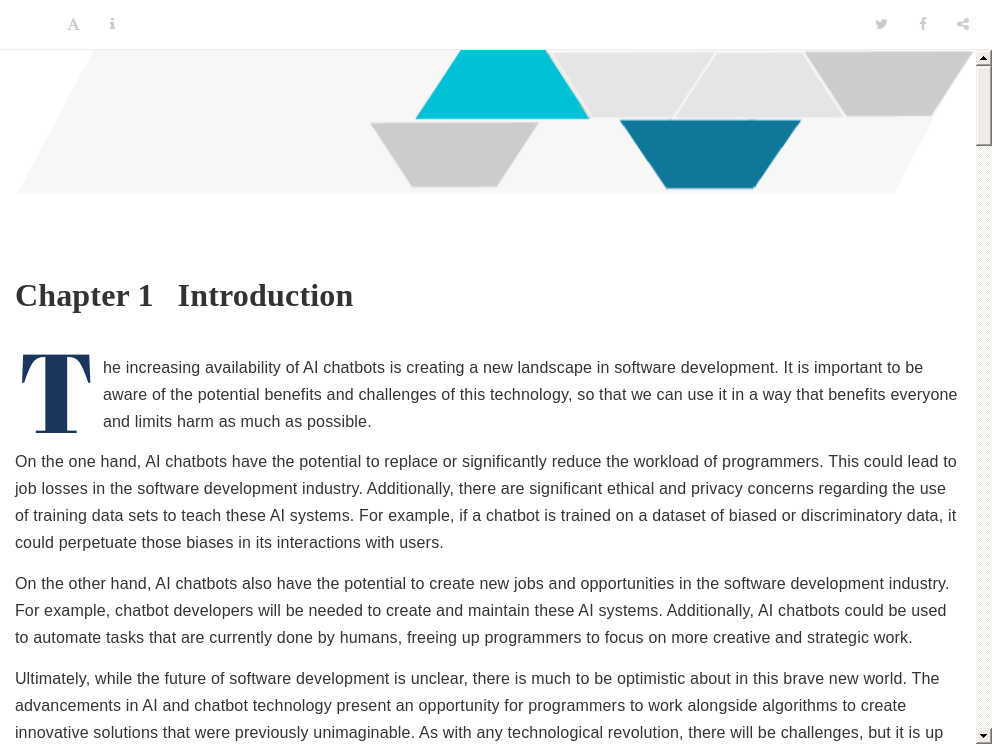 Chapter 1 Introduction
The increasing availability of AI chatbots is creating a new landscape in software development. It is important to be
aware of the potential benefits and challenges of this technology, so that we can use it in a way that benefits everyone
and limits harm as much as possible.
On the one hand, AI chatbots have the potential to replace or significantly reduce the workload of programmers. This could lead to
job losses in the software development industry. Additionally, there are significant ethical and privacy concerns regarding the use
of training data sets to teach these AI systems. For example, if a chatbot is trained on a dataset of biased or discriminatory data, it
could perpetuate those biases in its interactions with users.
On the other hand, AI chatbots also have the potential to create new jobs and opportunities in the software development industry.
For example, chatbot developers will be needed to create and maintain these AI systems. Additionally, AI chatbots could be used
to automate tasks that are currently done by humans, freeing up programmers to focus on more creative and strategic work.
Ultimately, while the future of software development is unclear, there is much to be optimistic about in this brave new world. The
advancements in AI and chatbot technology present an opportunity for programmers to work alongside algorithms to create
innovative solutions that were previously unimaginable. As with any technological revolution, there will be challenges, but it is up